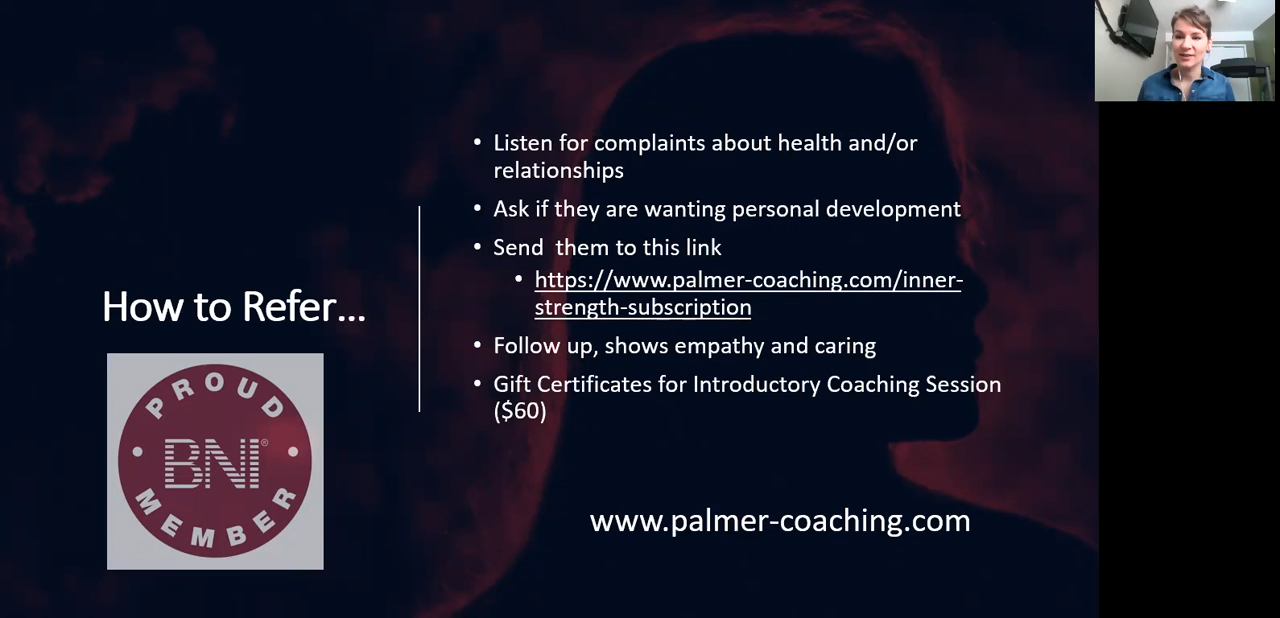 How to Refer...
PROUD
BNI®
MEMBER
• Listen for complaints about health and/or
relationships
• Ask if they are wanting personal development
• Send  them to this link
• https://www.palmer-coaching.com/inner-
strength-subscription
• Follow up, shows empathy and caring
• Gift Certificates for Introductory Coaching Session
($60)
www.palmer-coaching.com